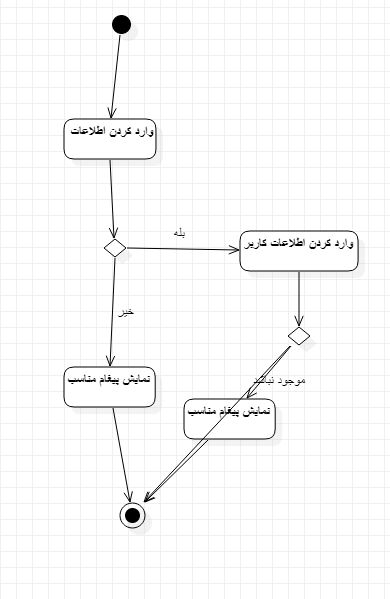 وارد کردن اطلاعات
بله
وارد کردن اطلاعات کاربر
خیر
نمایش پیغام مناسب
موجود نباشد
نمایش پیغام مناسب